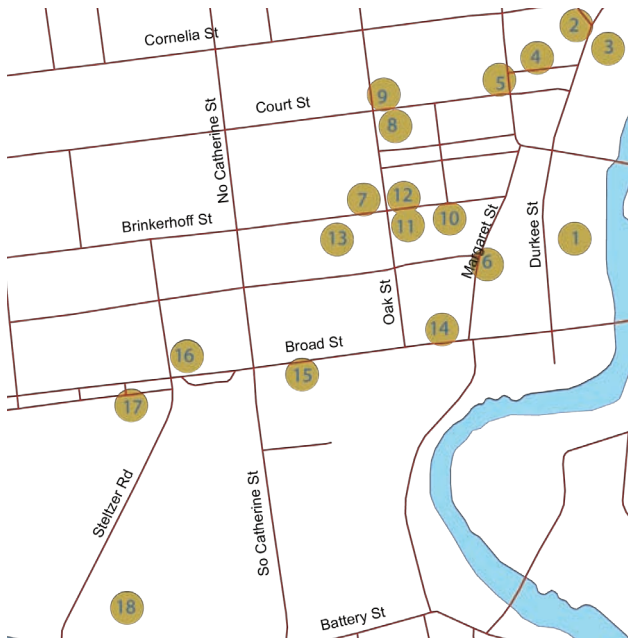 Cornelia St
2
3
4
5
9
Court St
8
No Catherine St
7
12
Brinkerhoff St
13
11
10
Margaret St
Durkee St
1
6
Oak St
14
Broad St
16
15
17
Steltzer Rd
So Catherine St
18
Battery St